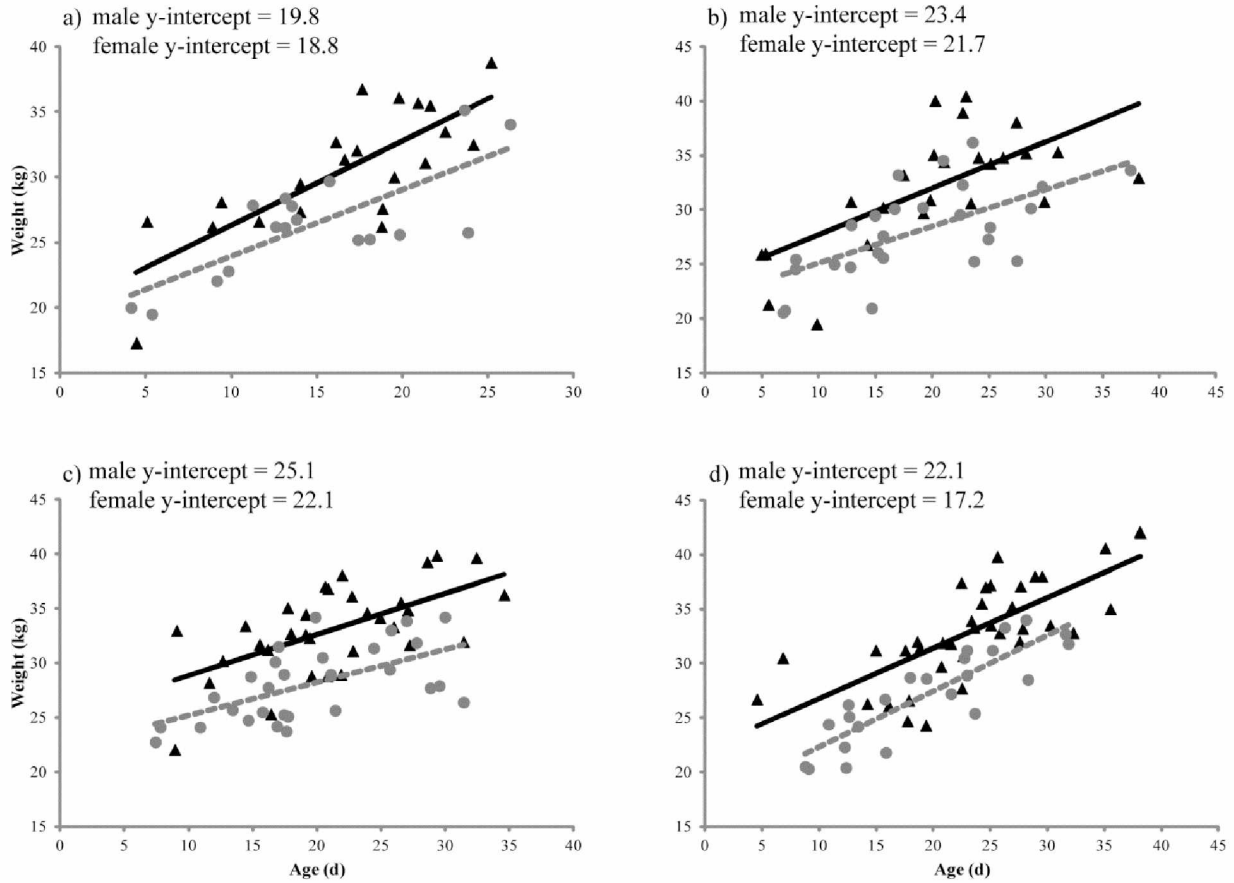 a) male y-intercept = 19.8
female y-intercept = 18.8
40
35
30
25
20
15
Weight (kg)
0 5 10 15 20 25 30
b) male y-intercept = 23.4
female y-intercept = 21.7
45
40
35
30
25
20
15
0 5 10 15 20 25 30 35 40 45
c) male y-intercept = 25.1
female y-intercept = 22.1
45
40
35
30
25
20
15
Weight (kg)
0 5 10 15 20 25 30 35 40
Age (d)
d) male y-intercept = 22.1
female y-intercept = 17.2
45
40
35
30
25
20
15
0 5 10 15 20 25 30 35 40 45
Age (d)